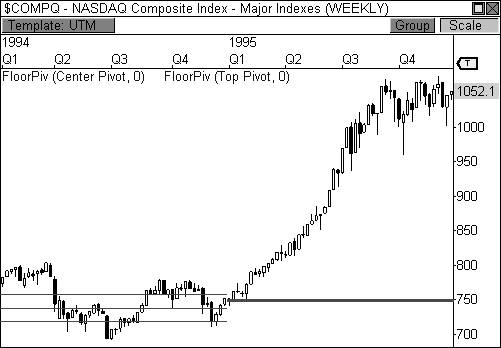 $COMPQ - NASDAQ Composite Index - Major Indexes (WEEKLY)
Template: UTM
Group
Scale
1994 1995
Q1 Q2 Q3 Q4 Q1 Q2 Q3 Q4
T
FloorPiv (Center Pivot, 0) FloorPiv (Top Pivot, 0)
1052.1
1000
950
900
850
800
750
700